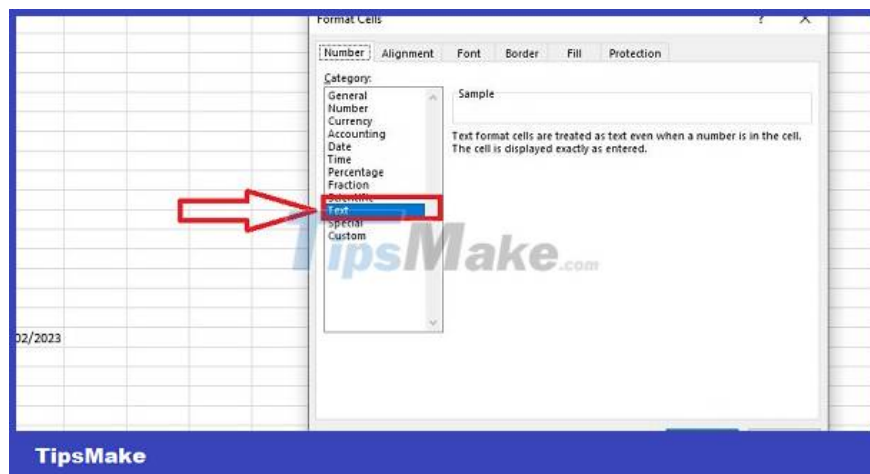 Format Cells ? X
Number Alignment Font Border Fill Protection
Category:
General
Number
Currency
Accounting
Date
Time
Percentage
Fraction
Scientific
Text
Special
Custom
Sample
Text format cells are treated as text even when a number is in the cell.
The cell is displayed exactly as entered.
TipsMake.com
02/2023
TipsMake